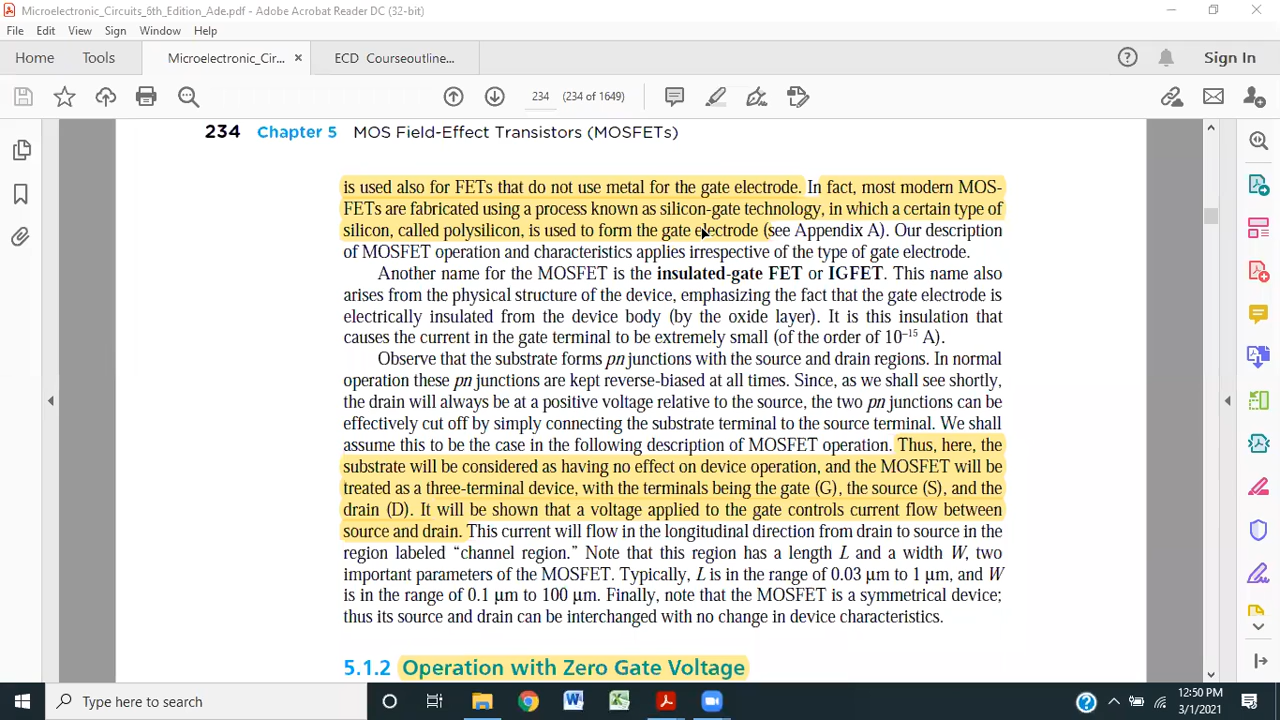 Microelectronic_Circuits_6th_Edition_Ade.pdf - Adobe Acrobat Reader DC (32-bit)
File Edit View Sign Window Help
Home Tools Microelectronic_Cir... × ECD Courseoutline... ? Sign In
234 (234 of 1649)
234 Chapter 5 MOS Field-Effect Transistors (MOSFETs)
is used also for FETs that do not use metal for the gate electrode. In fact, most modern MOS-
FETs are fabricated using a process known as silicon-gate technology, in which a certain type of
silicon, called polysilicon, is used to form the gate electrode (see Appendix A). Our description
of MOSFET operation and characteristics applies irrespective of the type of gate electrode.
Another name for the MOSFET is the insulated-gate FET or IGFET. This name also
arises from the physical structure of the device, emphasizing the fact that the gate electrode is
electrically insulated from the device body (by the oxide layer). It is this insulation that
causes the current in the gate terminal to be extremely small (of the order of 10⁻¹⁵ A).
Observe that the substrate forms pn junctions with the source and drain regions. In normal
operation these pn junctions are kept reverse-biased at all times. Since, as we shall see shortly,
the drain will always be at a positive voltage relative to the source, the two pn junctions can be
effectively cut off by simply connecting the substrate terminal to the source terminal. We shall
assume this to be the case in the following description of MOSFET operation. Thus, here, the
substrate will be considered as having no effect on device operation, and the MOSFET will be
treated as a three-terminal device, with the terminals being the gate (G), the source (S), and the
drain (D). It will be shown that a voltage applied to the gate controls current flow between
source and drain. This current will flow in the longitudinal direction from drain to source in the
region labeled “channel region.” Note that this region has a length L and a width W, two
important parameters of the MOSFET. Typically, L is in the range of 0.03 μm to 1 μm, and W
is in the range of 0.1 μm to 100 μm. Finally, note that the MOSFET is a symmetrical device;
thus its source and drain can be interchanged with no change in device characteristics.
5.1.2 Operation with Zero Gate Voltage
Type here to search
12:50 PM
3/1/2021